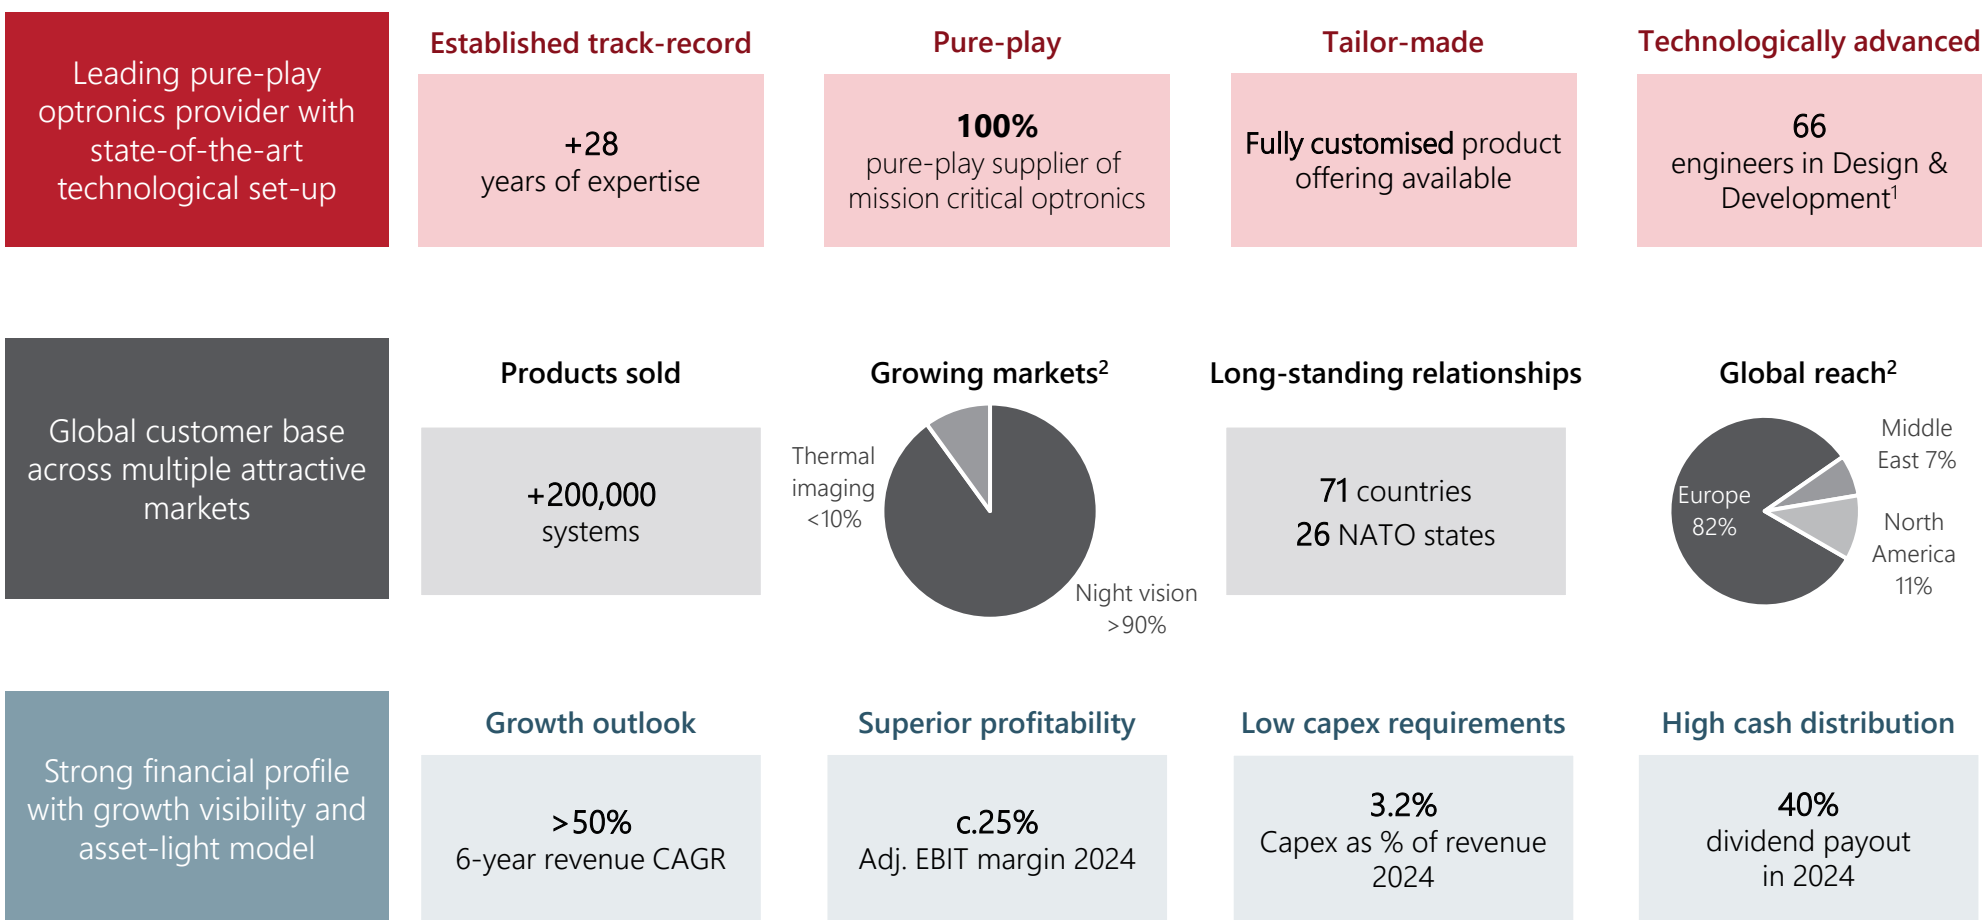 Leading pure-play
optronics provider with
state-of-the-art
technological set-up
Established track-record
+28
years of expertise
Pure-play
100%
pure-play supplier of
mission critical optronics
Tailor-made
Fully customised product
offering available
Technologically advanced
66
engineers in Design &
Development¹
Global customer base
across multiple attractive
markets
Products sold
+200,000
systems
Growing markets²
Thermal
imaging
<10%
Night vision
>90%
Long-standing relationships
71 countries
26 NATO states
Global reach²
Europe
82%
Middle
East 7%
North
America
11%
Strong financial profile
with growth visibility and
asset-light model
Growth outlook
>50%
6-year revenue CAGR
Superior profitability
c.25%
Adj. EBIT margin 2024
Low capex requirements
3.2%
Capex as % of revenue
2024
High cash distribution
40%
dividend payout
in 2024